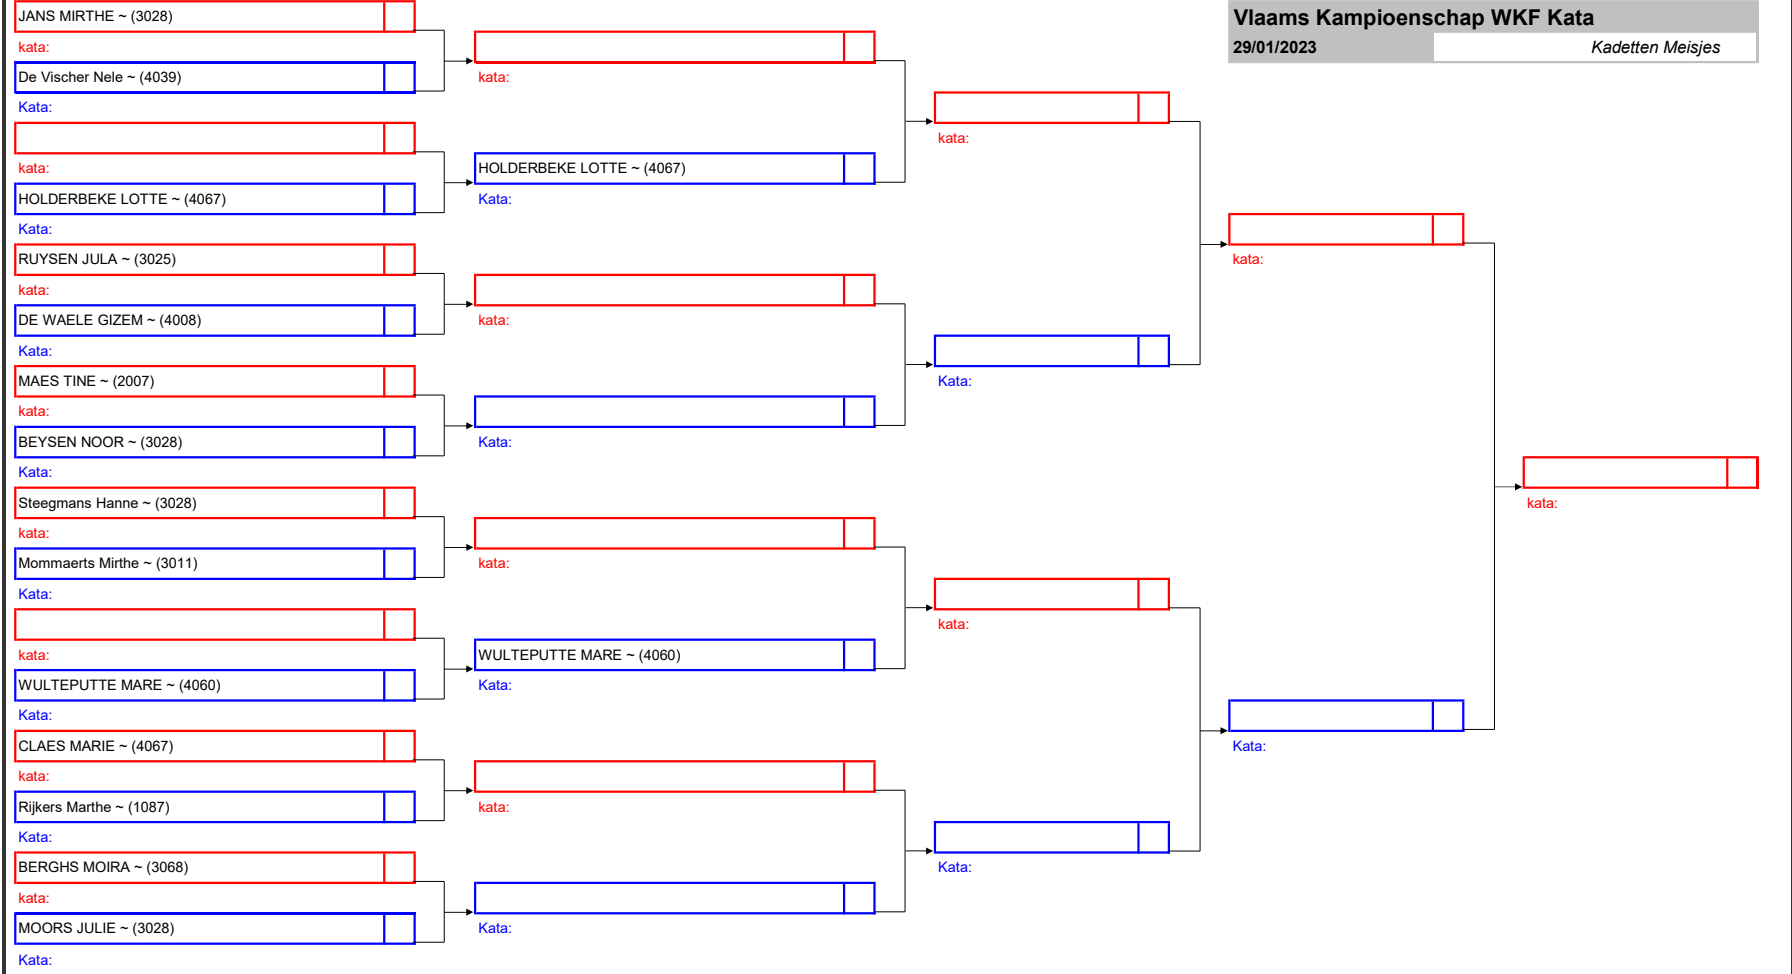 Vlaams Kampioenschap WKF Kata
29/01/2023 Kadetten Meisjes
JANS MIRTHE ~ (3028)
kata:
De Vischer Nele ~ (4039)
Kata:
kata:
HOLDERBEKE LOTTE ~ (4067)
Kata:
RUYSEN JULA ~ (3025)
kata:
DE WAELE GIZEM ~ (4008)
Kata:
MAES TINE ~ (2007)
kata:
BEYSEN NOOR ~ (3028)
Kata:
Steegmans Hanne ~ (3028)
kata:
Mommaerts Mirthe ~ (3011)
Kata:
kata:
WULTEPUTTE MARE ~ (4060)
Kata:
CLAES MARIE ~ (4067)
kata:
Rijkers Marthe ~ (1087)
Kata:
BERGHS MOIRA ~ (3068)
kata:
MOORS JULIE ~ (3028)
Kata:
kata:
HOLDERBEKE LOTTE ~ (4067)
Kata:
kata:
Kata:
kata:
WULTEPUTTE MARE ~ (4060)
Kata:
kata:
Kata:
kata:
Kata:
kata:
Kata:
kata:
Kata:
kata: